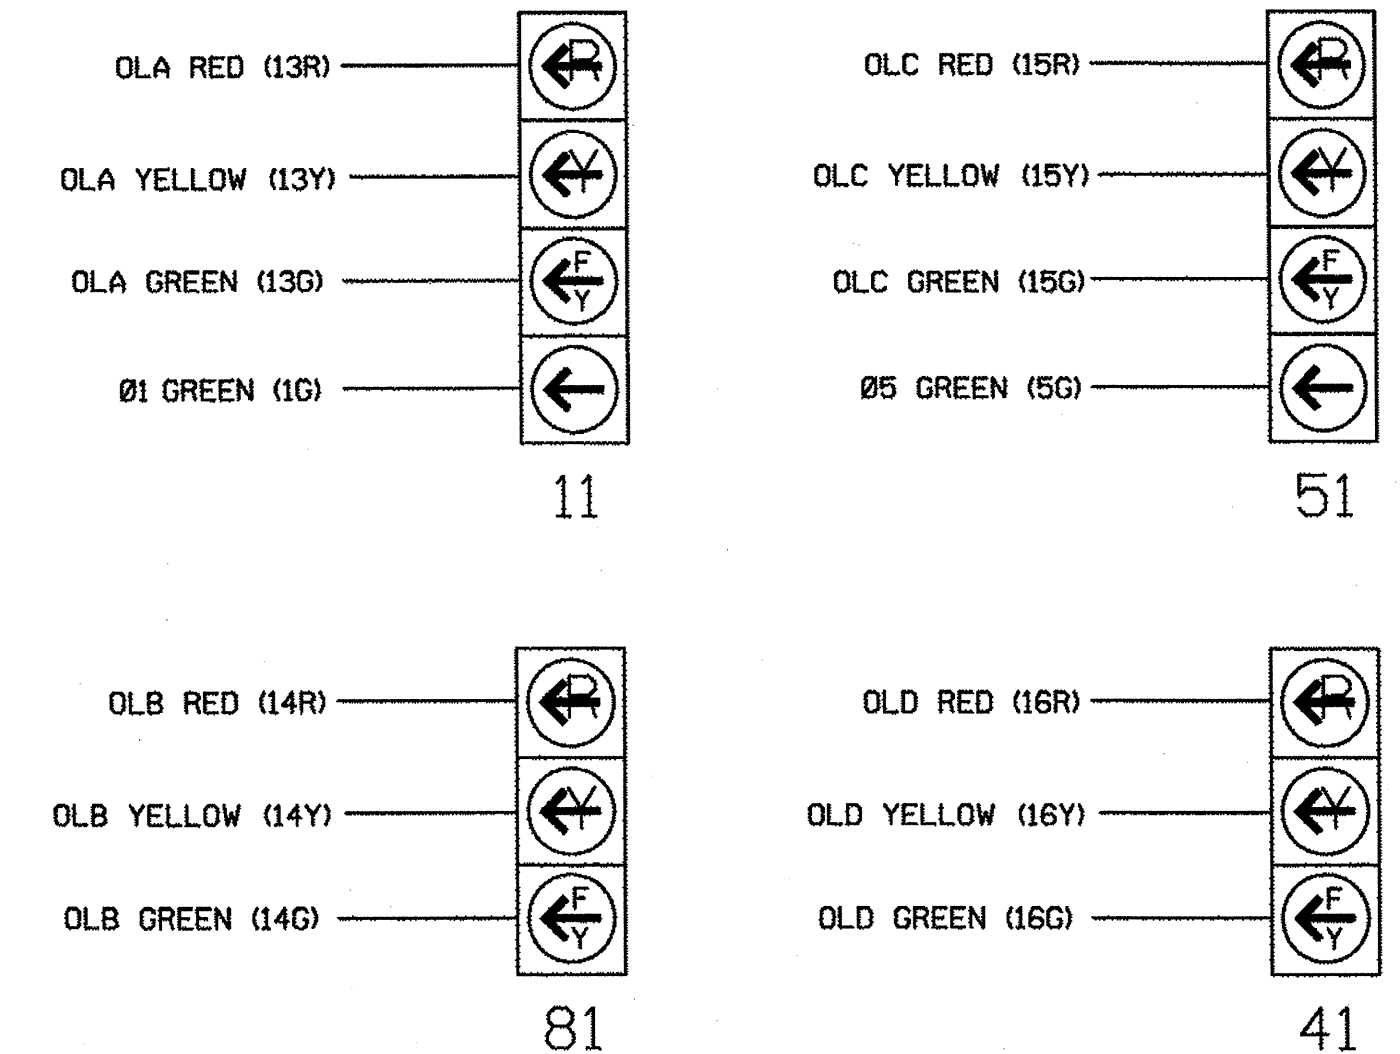 OLA RED (13R)
R
OLA YELLOW (13Y)
Y
OLA GREEN (13G)
F
Y
Ø1 GREEN (1G)
11
OLC RED (15R)
R
OLC YELLOW (15Y)
Y
OLC GREEN (15G)
F
Y
Ø5 GREEN (5G)
51
OLB RED (14R)
R
OLB YELLOW (14Y)
Y
OLB GREEN (14G)
F
Y
81
OLD RED (16R)
R
OLD YELLOW (16Y)
Y
OLD GREEN (16G)
F
Y
41